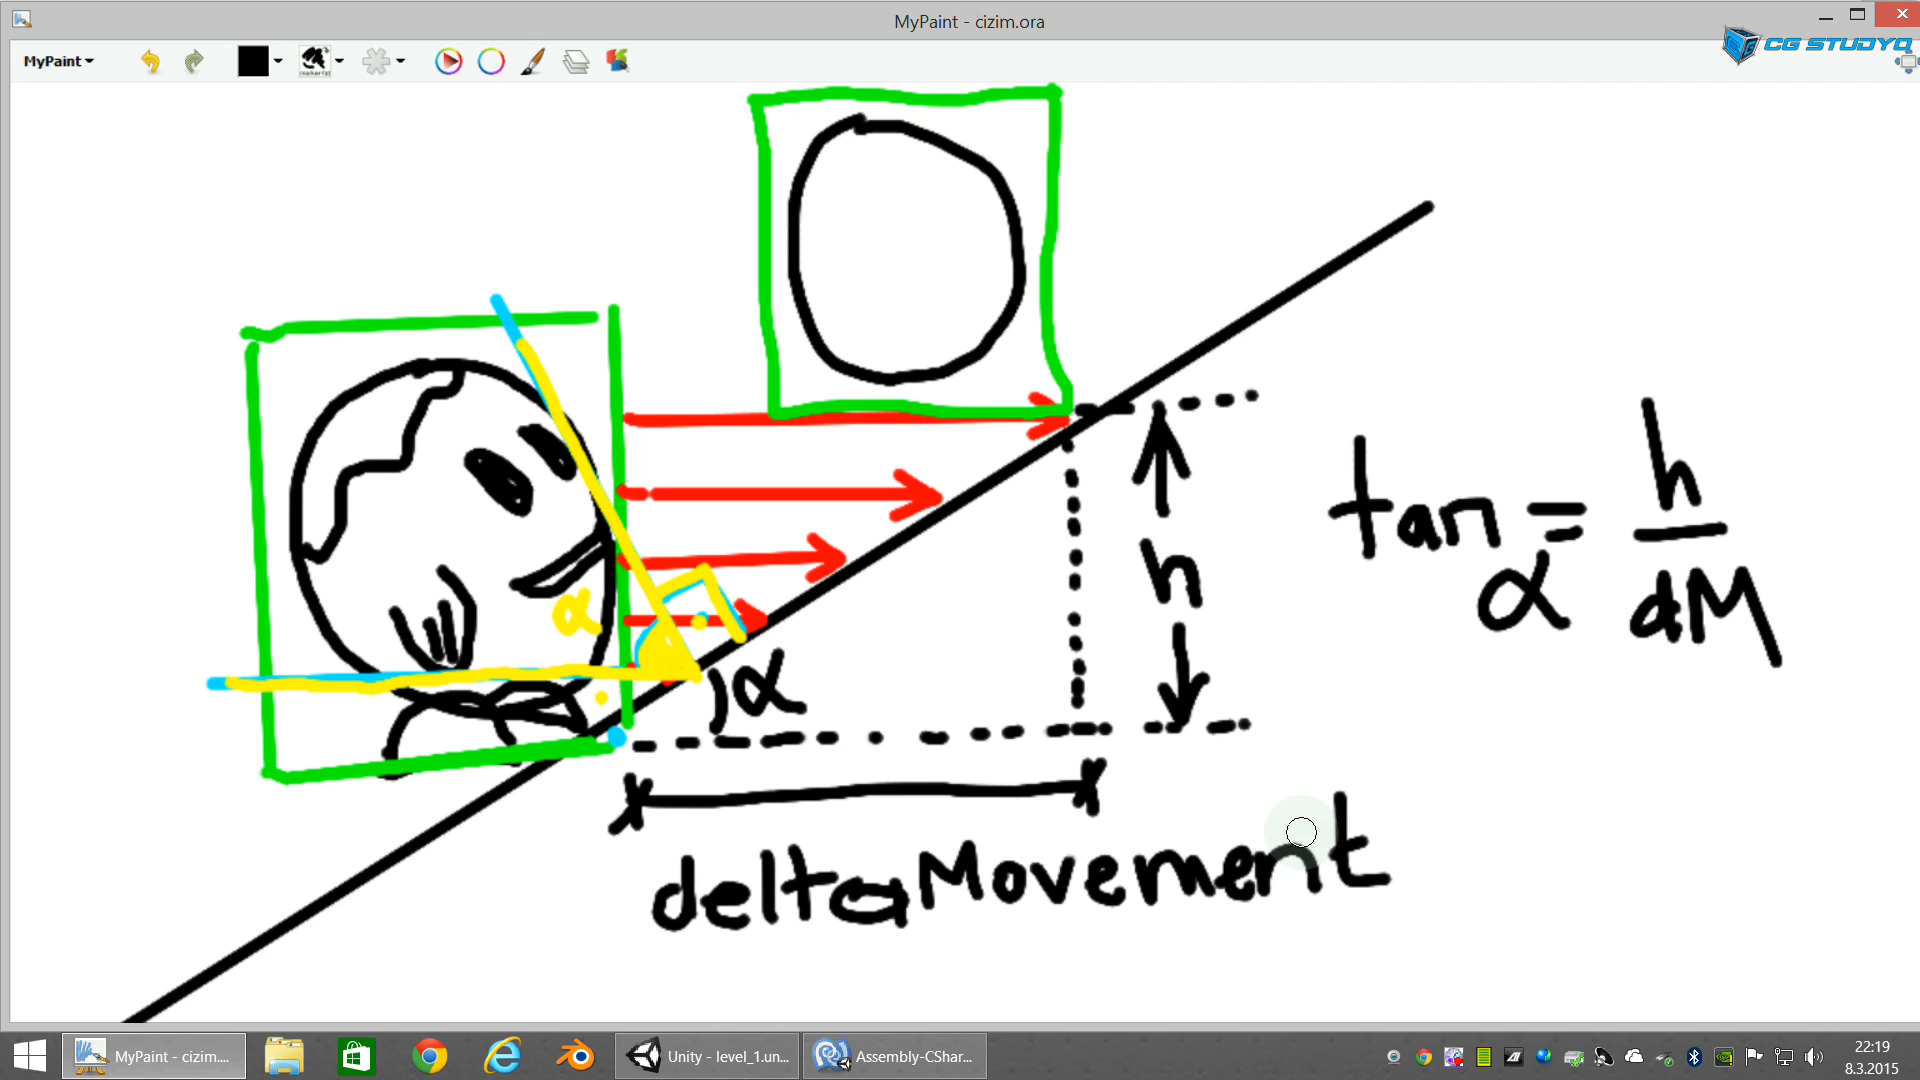 MyPaint - cizim.ora
MyPaint
CG STUDYO
α
α
h
tan α = h / dM
deltaMovement
MyPaint - cizim....
Unity - level_1.un...
Assembly-CShar...
22:19
8.3.2015